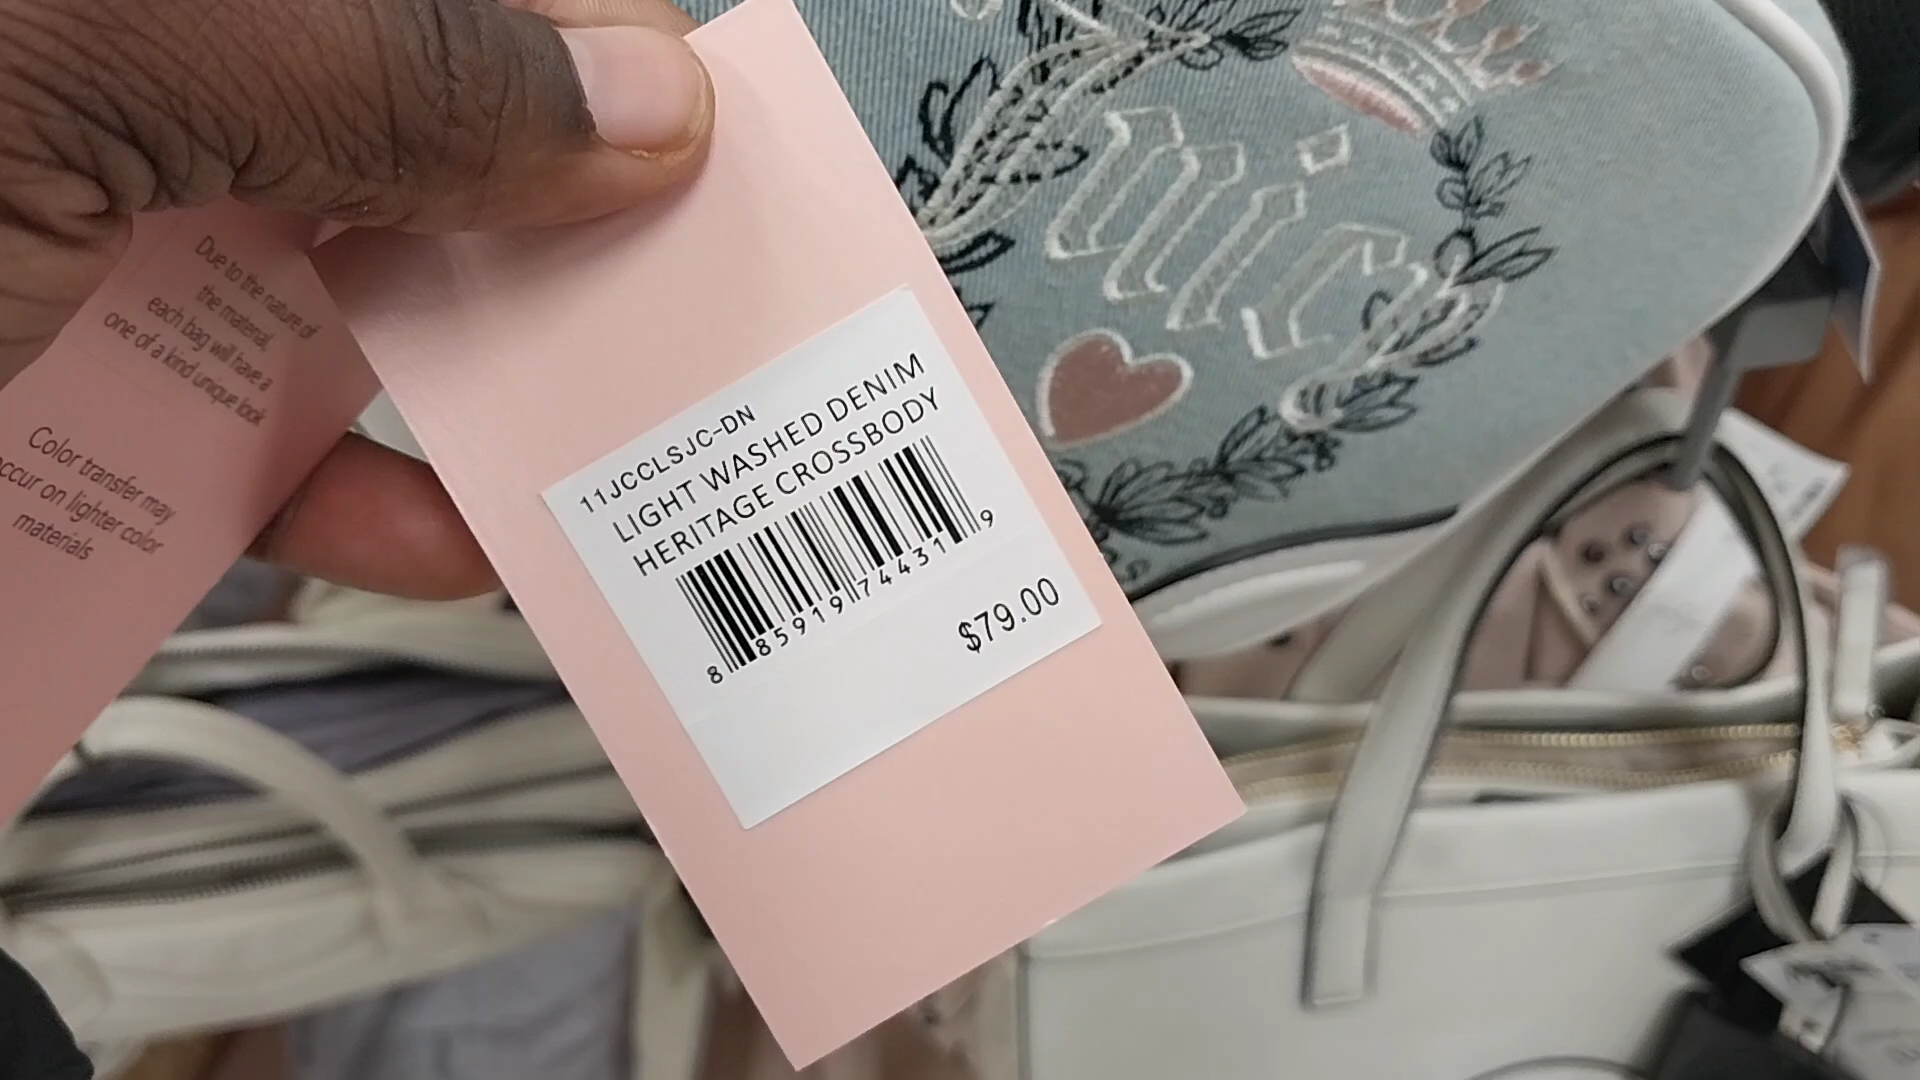 Due to the nature of
the material,
each bag will have a
one of a kind unique look
Color transfer may
occur on lighter color
materials
11JCCLSJC-DN
LIGHT WASHED DENIM
HERITAGE CROSSBODY
8 85919 74431 9
$79.00